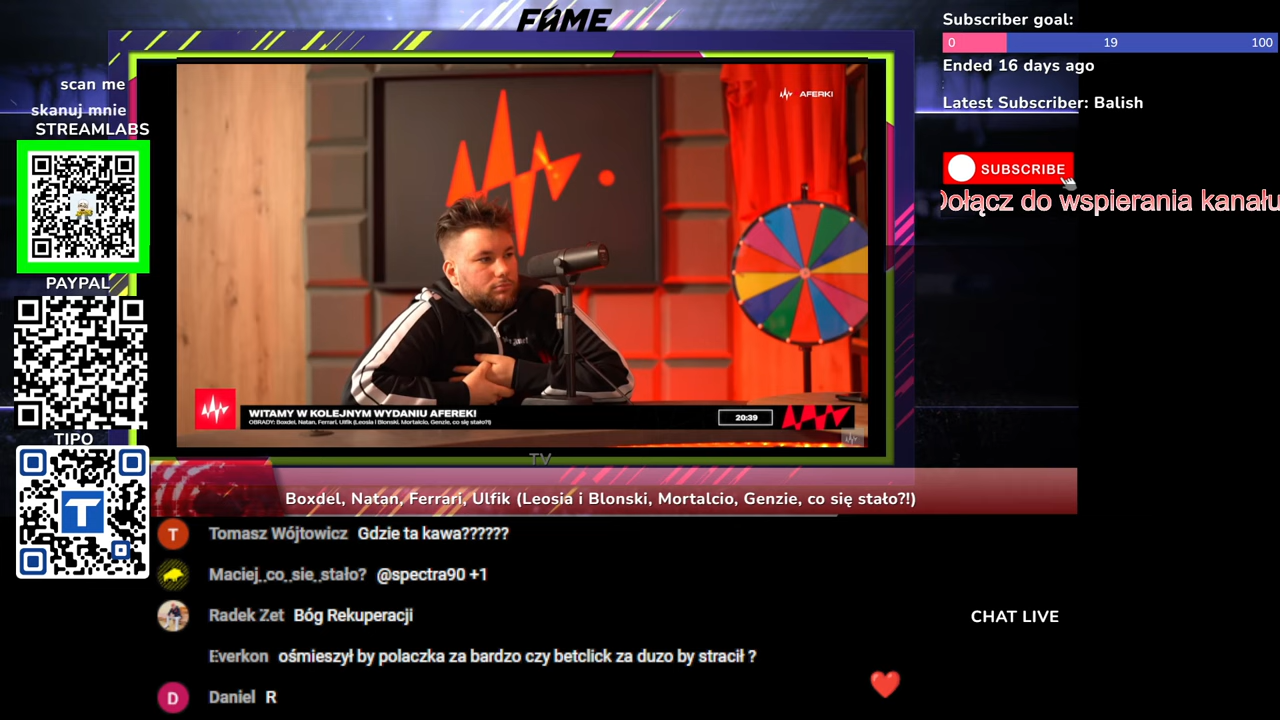 FAME
Subscriber goal:
0 19 100
Ended 16 days ago
Latest Subscriber: Balish
SUBSCRIBE
Dołącz do wspierania kanału
scan me
skanuj mnie
STREAMLABS
PAYPAL
TIPO
T
AFERKI
WITAMY W KOLEJNYM WYDANIU AFEREK!
OBRADY: Boxdel, Natan, Ferrari, Ulfik (Leosia i Blonski, Mortalcio, Genzie, co się stało?!)
20:39
TV
Boxdel, Natan, Ferrari, Ulfik (Leosia i Blonski, Mortalcio, Genzie, co się stało?!)
T Tomasz Wójtowicz Gdzie ta kawa??????
Maciej_co_sie_stało? @spectra90 +1
Radek Zet Bóg Rekuperacji
Everkon ośmieszył by polaczka za bardzo czy betclick za duzo by stracił ?
D Daniel R
CHAT LIVE